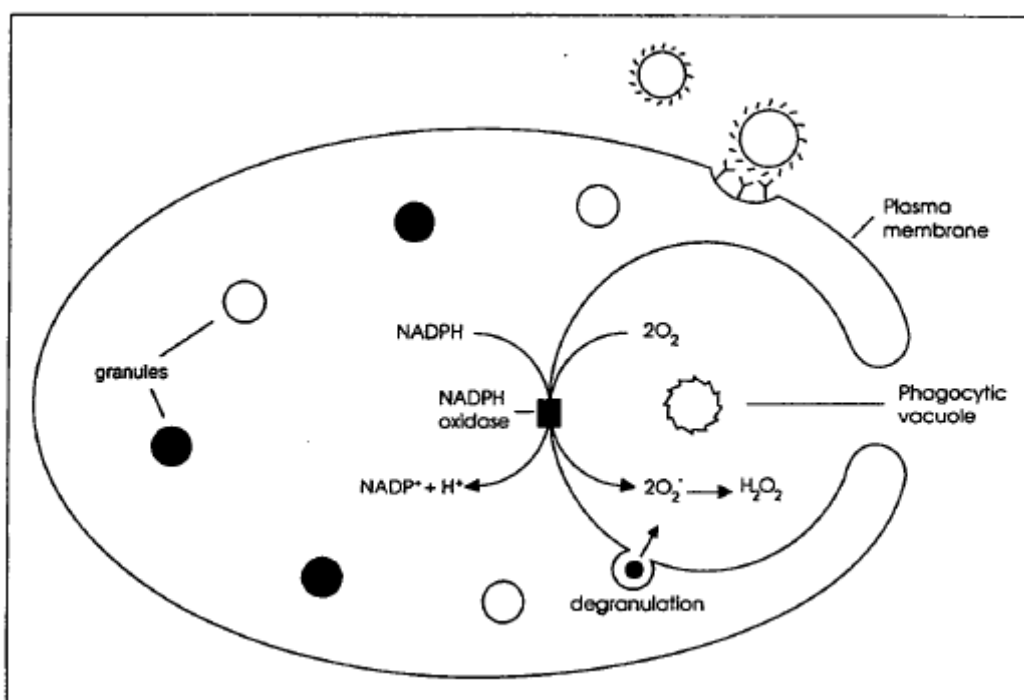 Plasma
membrane
granules
NADPH
2O₂
NADPH
oxidase
Phagocytic
vacuole
NADP⁺ + H⁺
2O₂˙
H₂O₂
degranulation